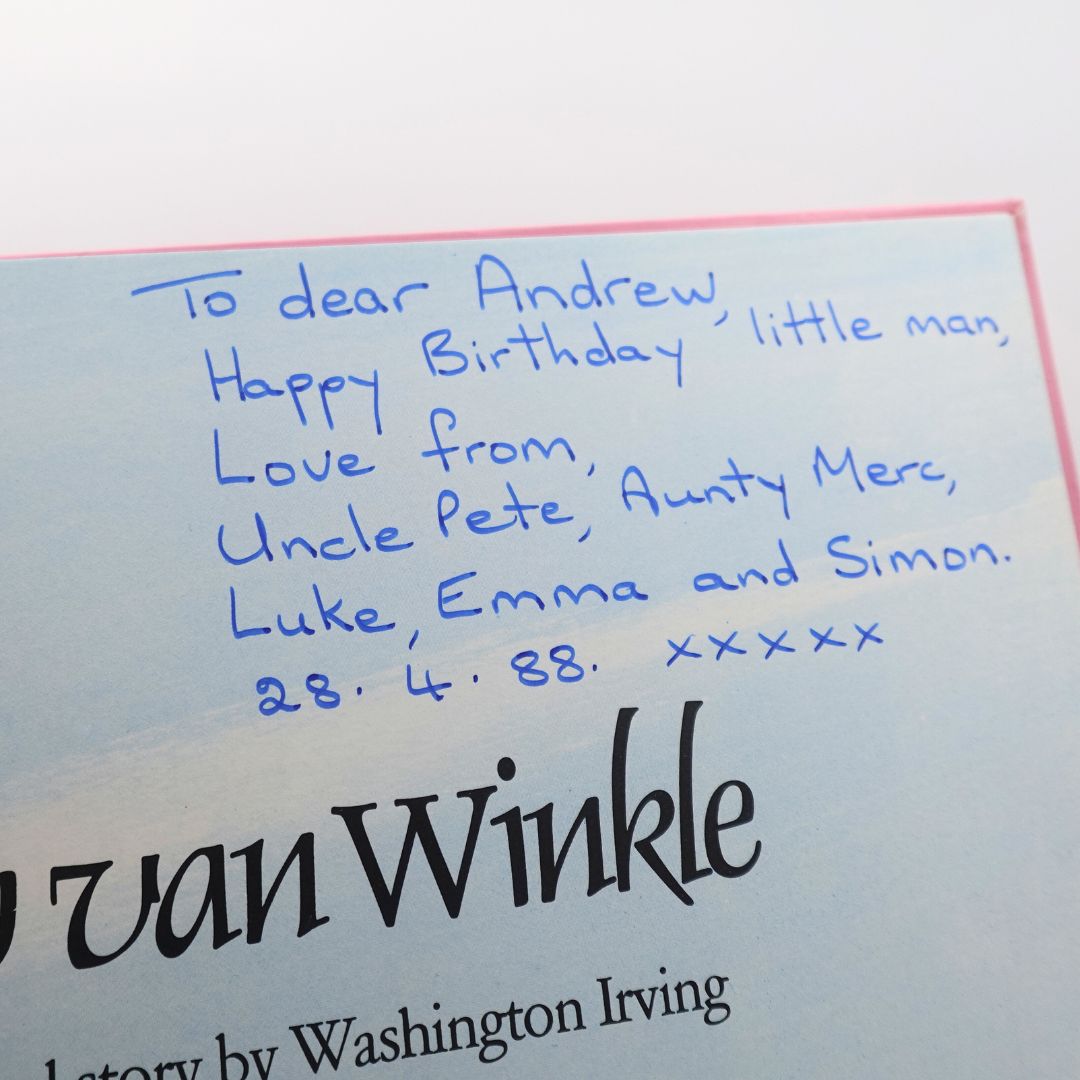 To dear Andrew,
Happy Birthday little man,
Love from,
Uncle Pete, Aunty Merc,
Luke, Emma and Simon.
28. 4. 88. xxxxx
van Winkle
story by Washington Irving